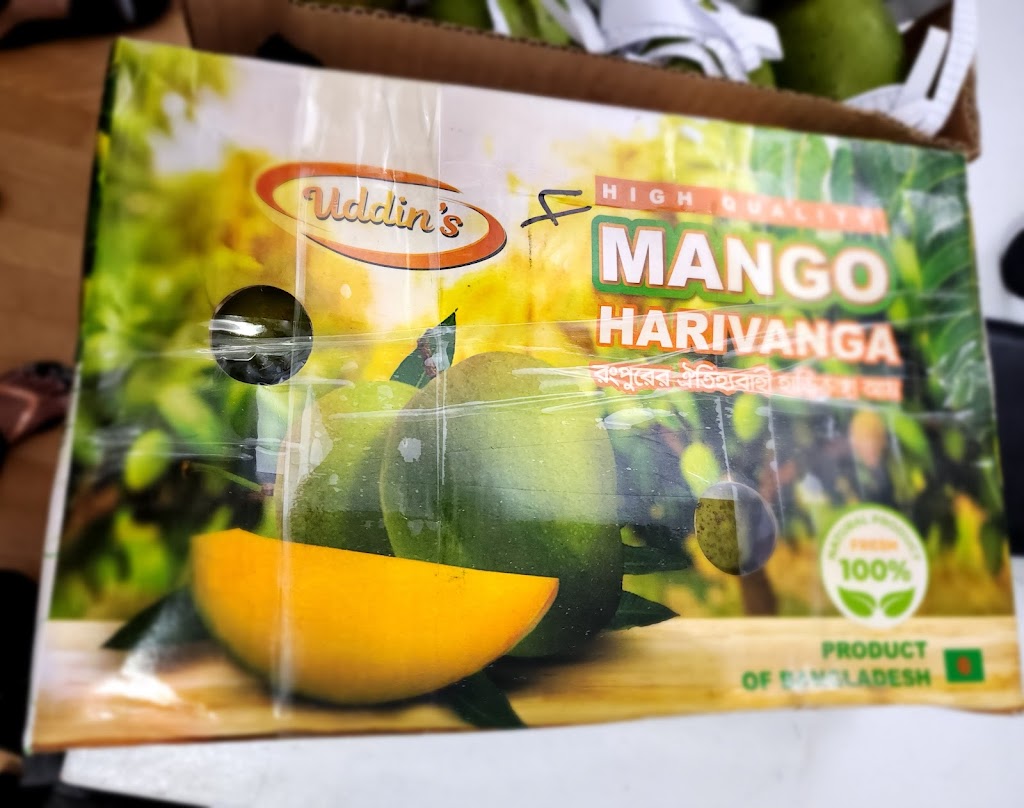 Uddin's
HIGH QUALITY
MANGO
HARIVANGA
রংপুরের ঐতিহ্যবাহী
NATURAL PRODUCT
FRESH
100%
PRODUCT
OF BANGLADESH